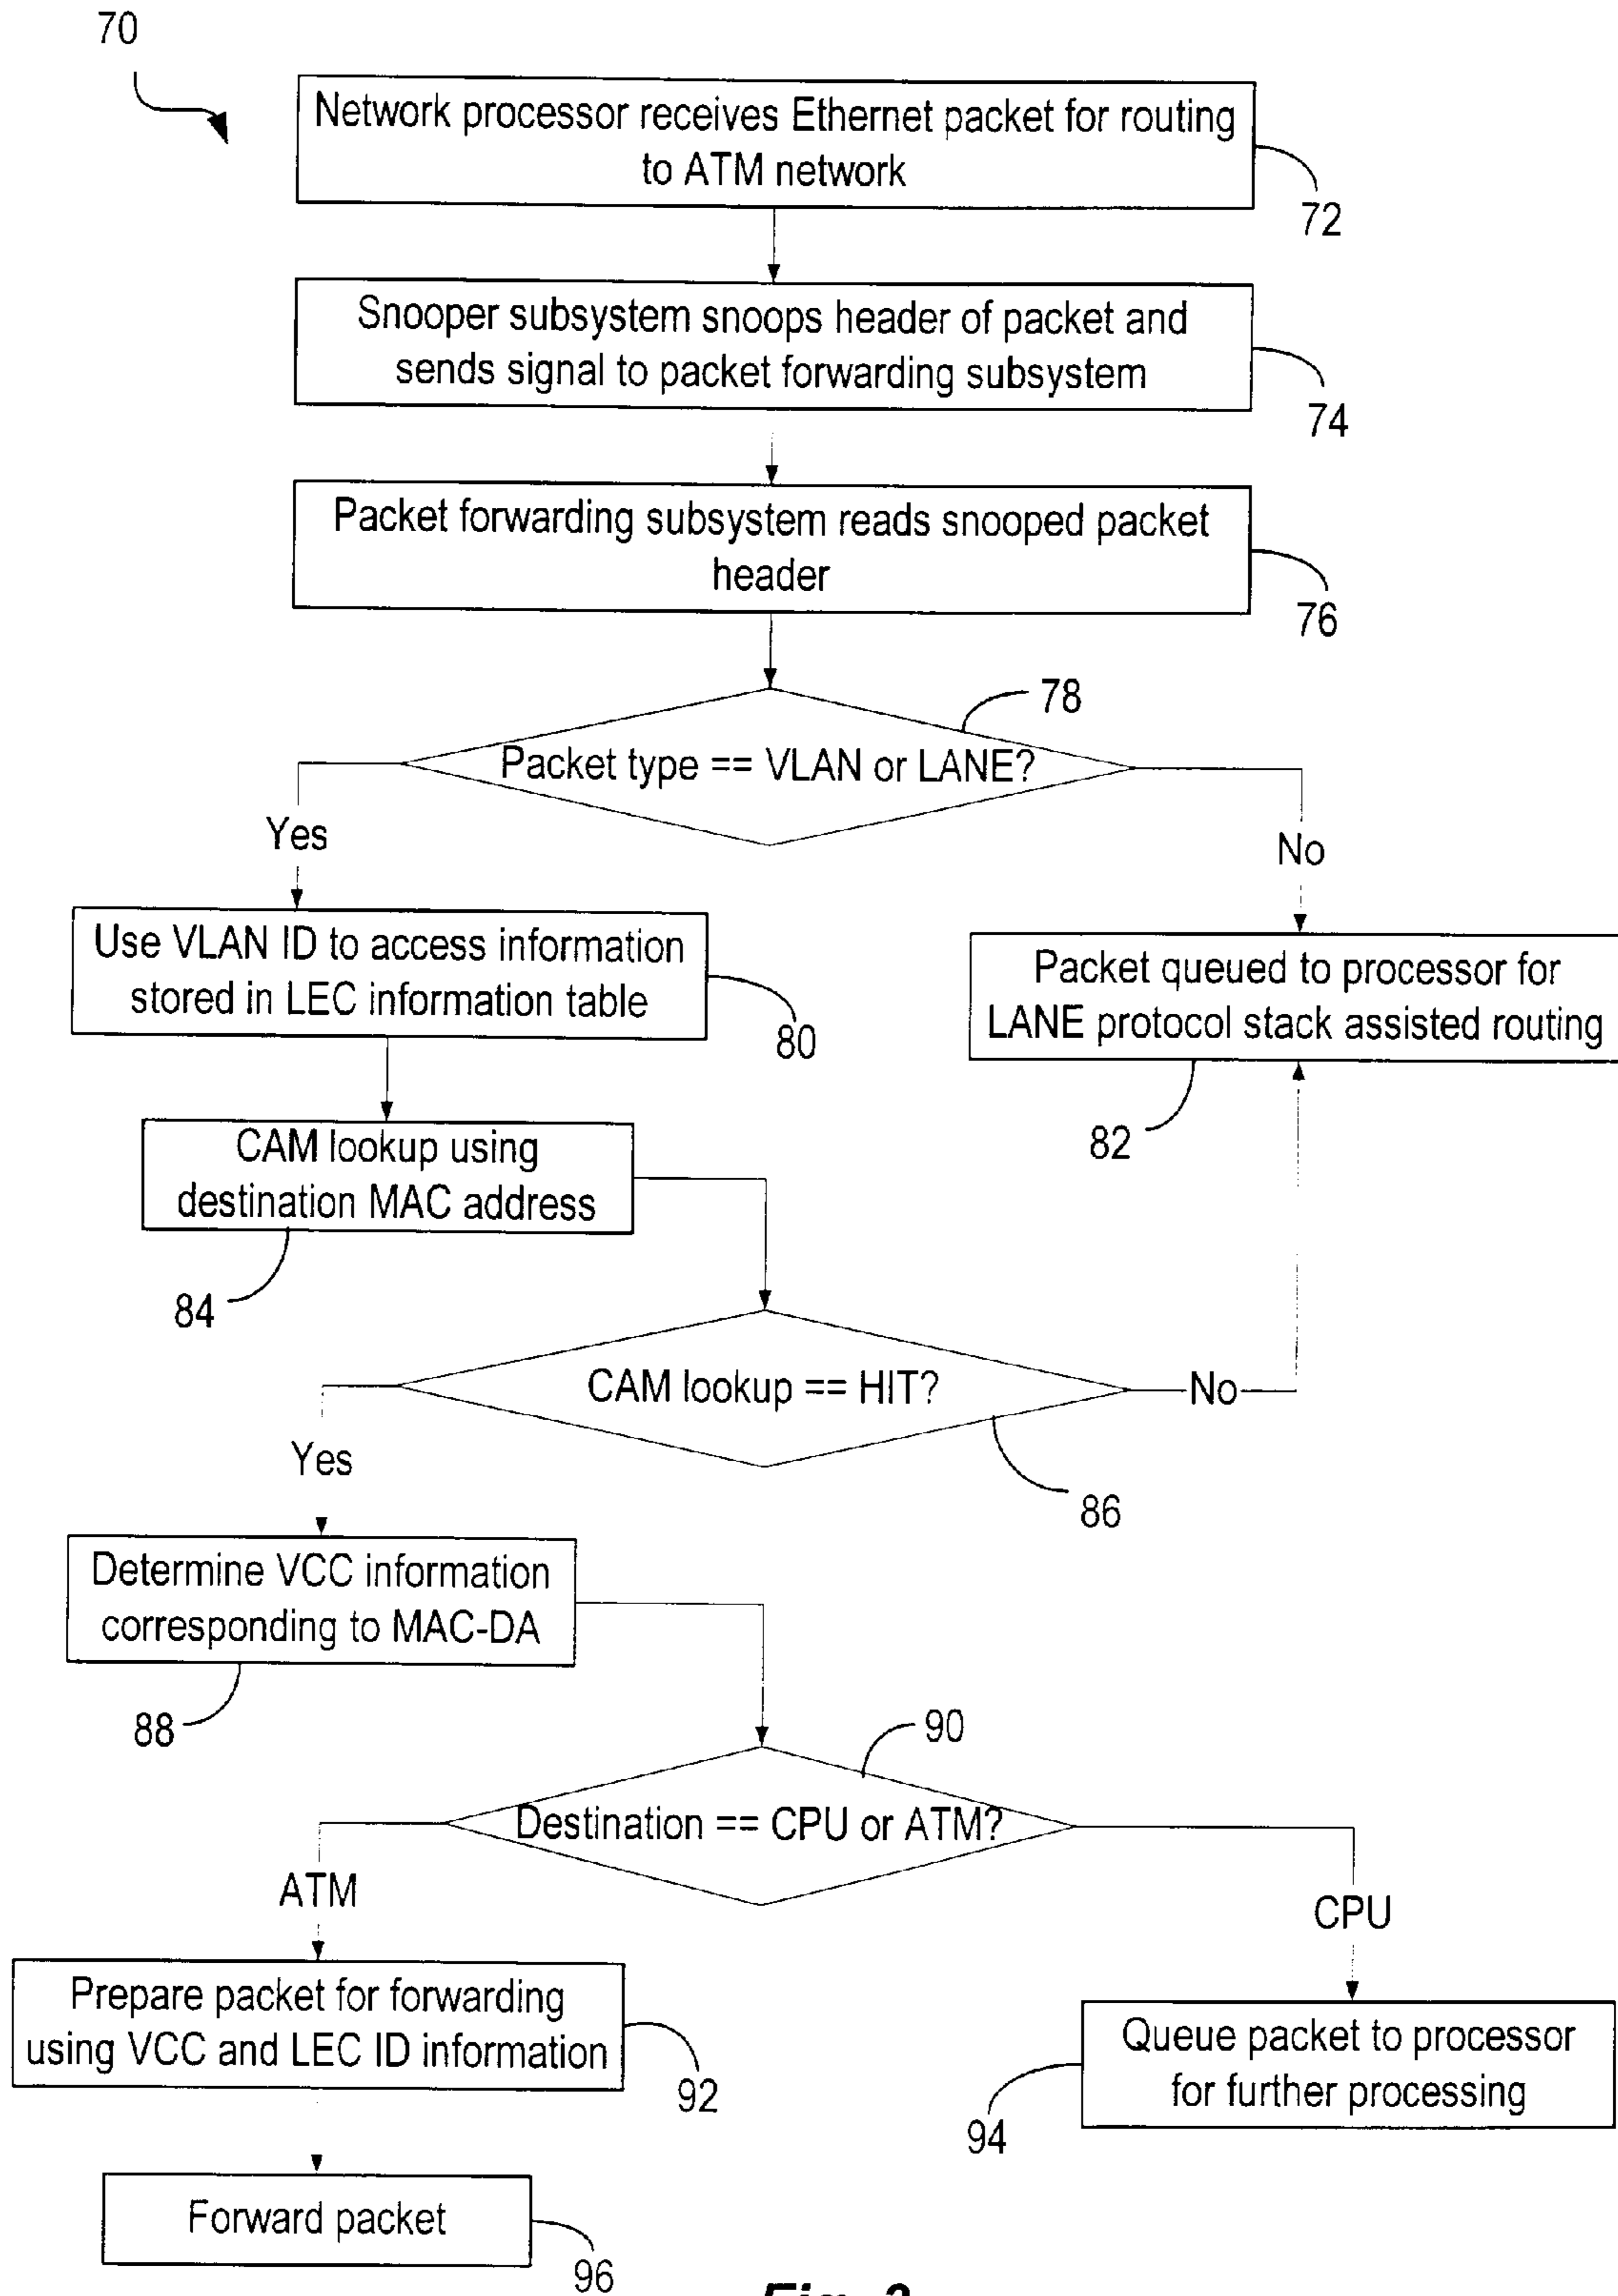 70
Network processor receives Ethernet packet for routing
to ATM network
72
Snooper subsystem snoops header of packet and
sends signal to packet forwarding subsystem
74
Packet forwarding subsystem reads snooped packet
header
76
78
Packet type == VLAN or LANE?
Yes
No
Use VLAN ID to access information
stored in LEC information table
80
Packet queued to processor for
LANE protocol stack assisted routing
82
CAM lookup using
destination MAC address
84
CAM lookup == HIT?
No
Yes
86
Determine VCC information
corresponding to MAC-DA
88
90
Destination == CPU or ATM?
ATM
CPU
Prepare packet for forwarding
using VCC and LEC ID information
92
Queue packet to processor
for further processing
94
Forward packet
96